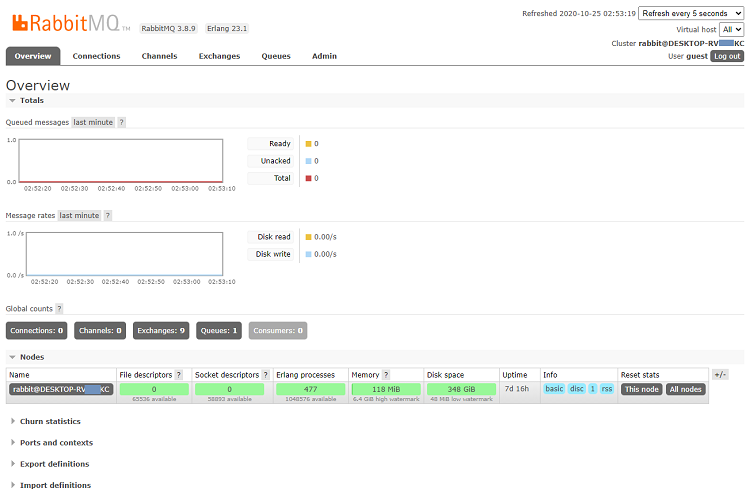 Refreshed 2020-10-25 02:53:19 Refresh every 5 seconds
RabbitMQ TM RabbitMQ 3.8.9 Erlang 23.1
Virtual host All
Cluster rabbit@DESKTOP-RV KC
User guest Log out
Overview Connections Channels Exchanges Queues Admin
Overview
Totals
Queued messages last minute ?
1.0
0.0
02:52:20 02:52:30 02:52:40 02:52:50 02:53:00 02:53:10
Ready 0
Unacked 0
Total 0
Message rates last minute ?
1.0 /s
0.0 /s
02:52:20 02:52:30 02:52:40 02:52:50 02:53:00 02:53:10
Disk read 0.00/s
Disk write 0.00/s
Global counts ?
Connections: 0 Channels: 0 Exchanges: 9 Queues: 1 Consumers: 0
Nodes
Name File descriptors ? Socket descriptors ? Erlang processes Memory ? Disk space Uptime Info Reset stats +/-
rabbit@DESKTOP-RV KC 0 0 477 118 MiB 348 GiB 7d 16h basic disc 1 rss This node All nodes
65536 available 58893 available 1048576 available 6.4 GiB high watermark 48 MiB low watermark
Churn statistics
Ports and contexts
Export definitions
Import definitions